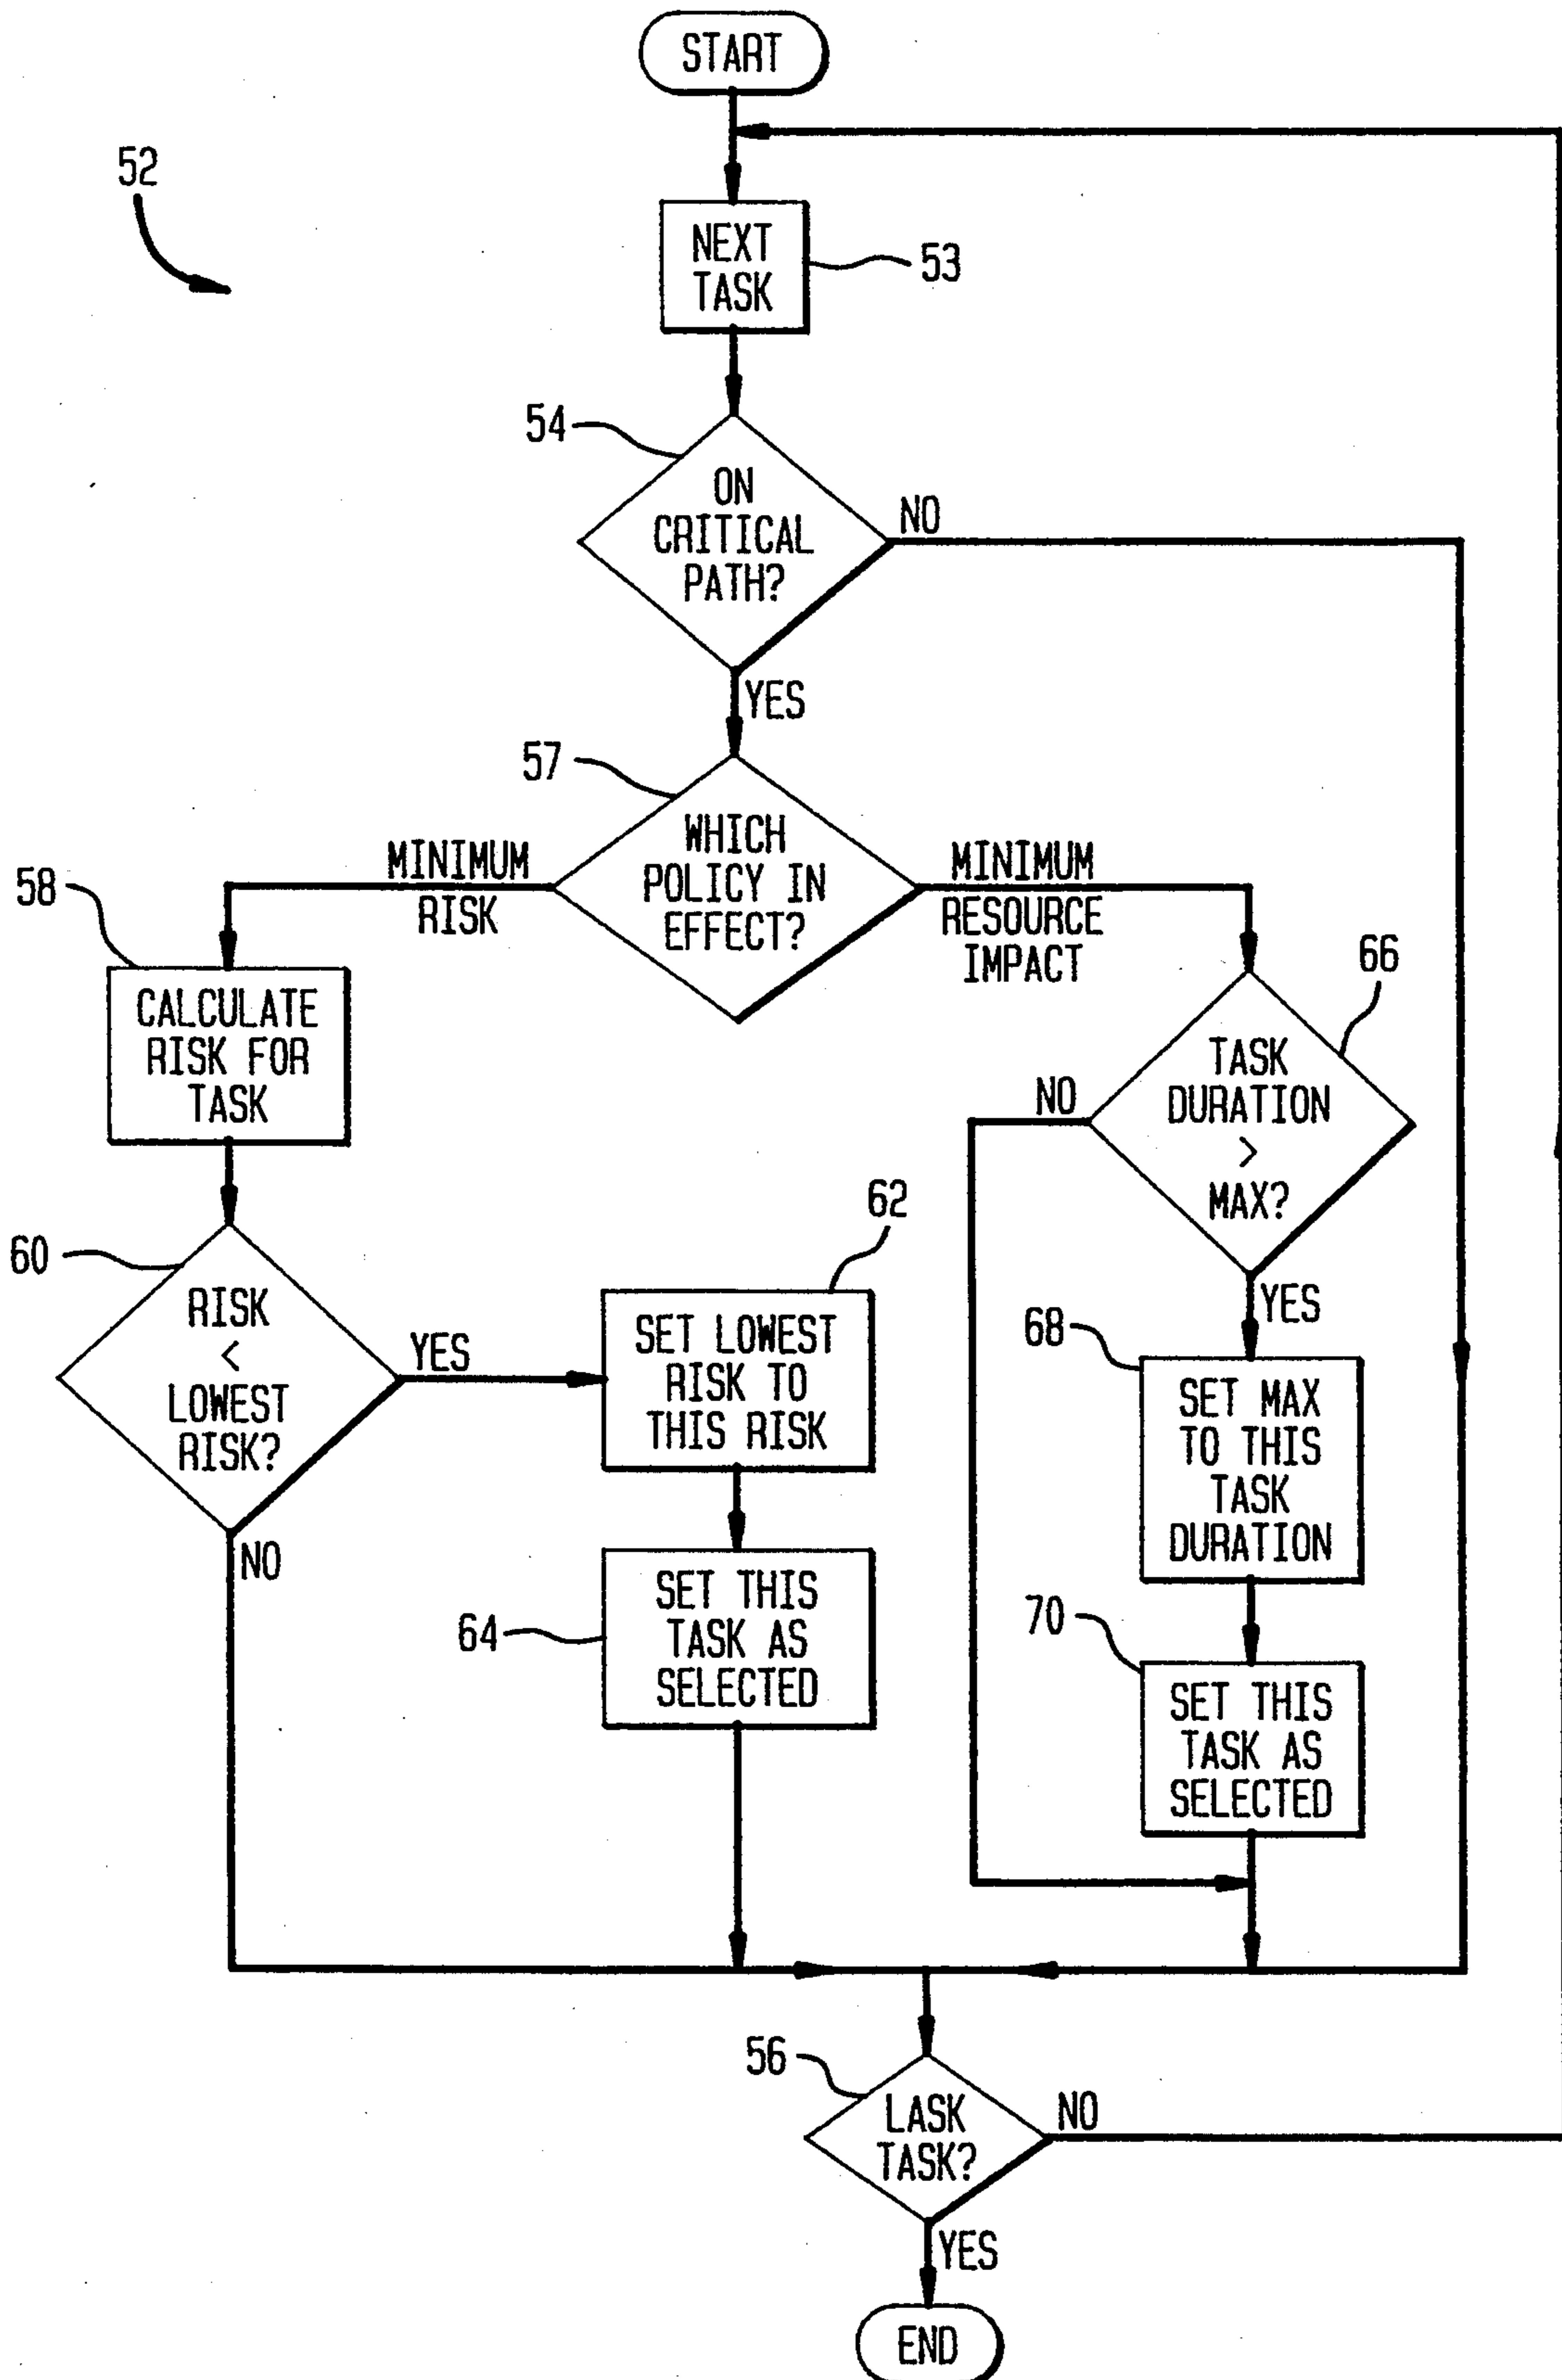 START
52
NEXT
TASK
53
54
ON
CRITICAL
PATH?
NO
YES
57
WHICH
POLICY IN
EFFECT?
MINIMUM
RISK
MINIMUM
RESOURCE
IMPACT
58
CALCULATE
RISK FOR
TASK
66
TASK
DURATION
>
MAX?
NO
YES
60
RISK
<
LOWEST
RISK?
YES
NO
62
SET LOWEST
RISK TO
THIS RISK
68
SET MAX
TO THIS
TASK
DURATION
64
SET THIS
TASK AS
SELECTED
70
SET THIS
TASK AS
SELECTED
56
LASK
TASK?
NO
YES
END